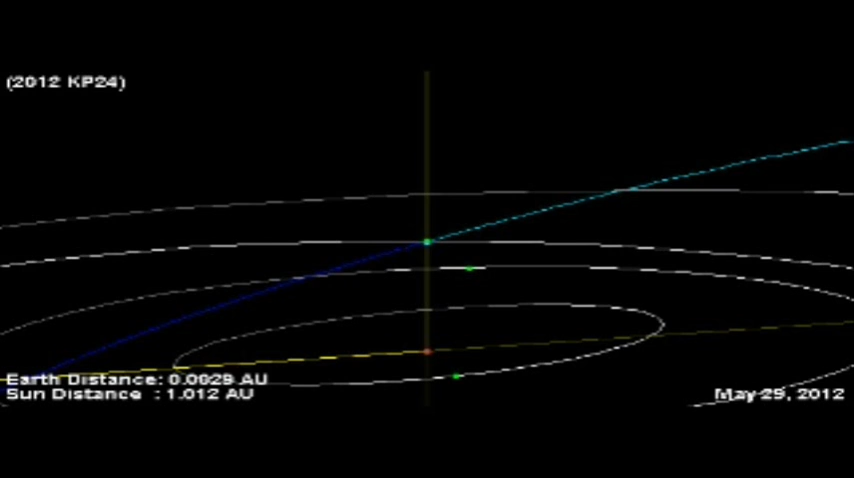 (2012 KP24)
Earth Distance: 0.0029 AU
Sun Distance : 1.012 AU
May 29, 2012